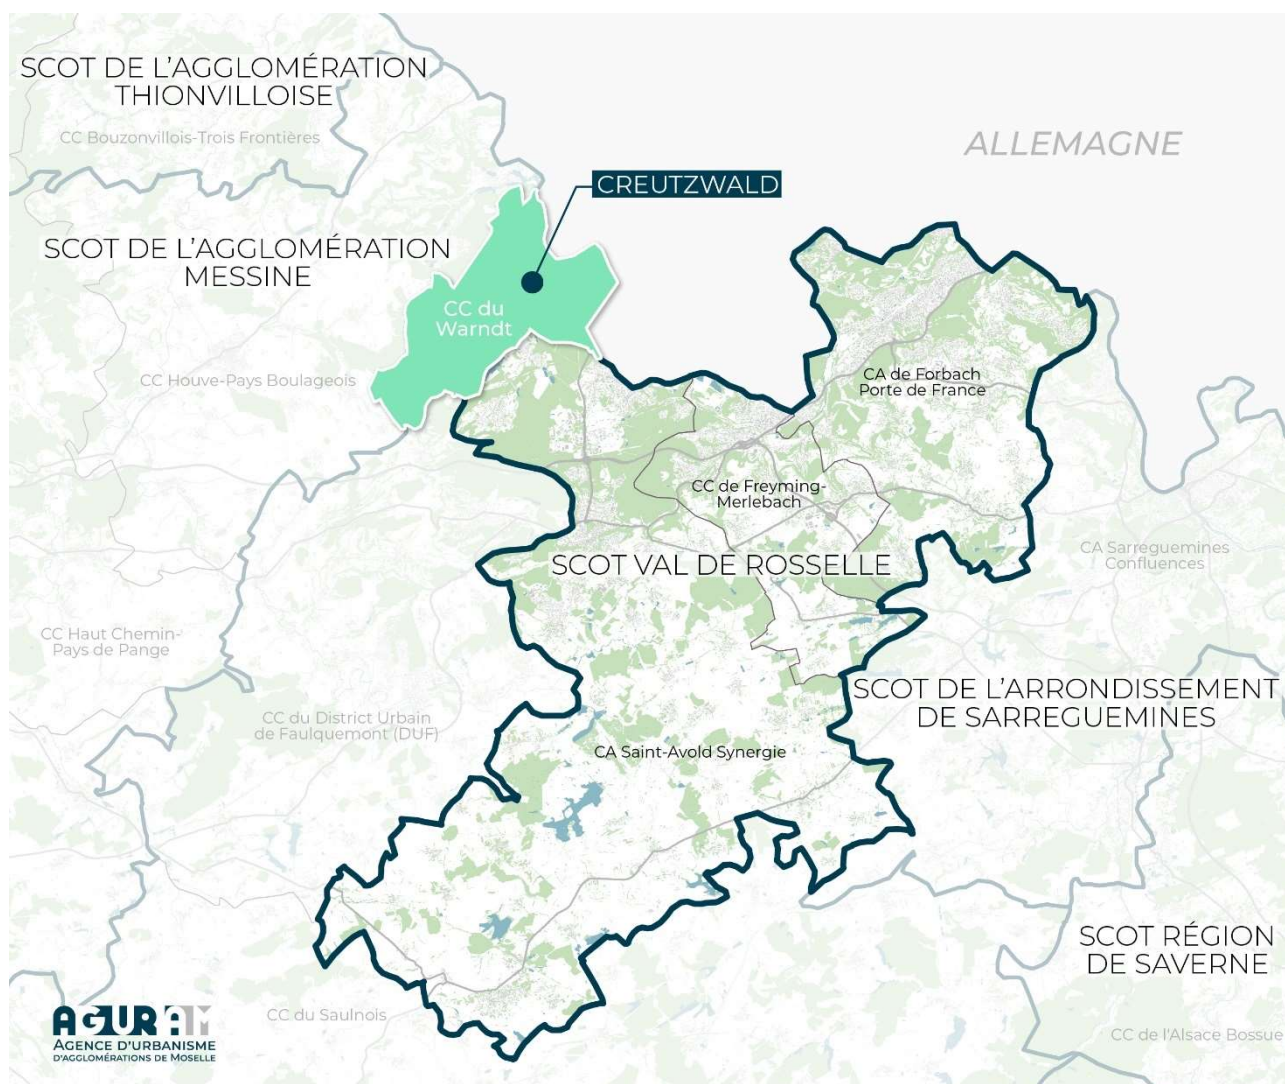 SCOT DE L'AGGLOMÉRATION
THIONVILLOISE
CC Bouzonvillois-Trois Frontières
ALLEMAGNE
CREUTZWALD
SCOT DE L'AGGLOMÉRATION
MESSINE
CC du
Warndt
CC Houve-Pays Boulageois
CA de Forbach
Porte de France
CC de Freyming-
Merlebach
SCOT VAL DE ROSSELLE
CA Sarreguemines
Confluences
CC Haut Chemin-
Pays de Pange
SCOT DE L'ARRONDISSEMENT
DE SARREGUEMINES
CC du District Urbain
de Faulquemont (DUF)
CA Saint-Avold Synergie
SCOT RÉGION
DE SAVERNE
CC du Saulnois
CC de l'Alsace Bossue
AGURAM
AGENCE D'URBANISME
D'AGGLOMÉRATIONS DE MOSELLE